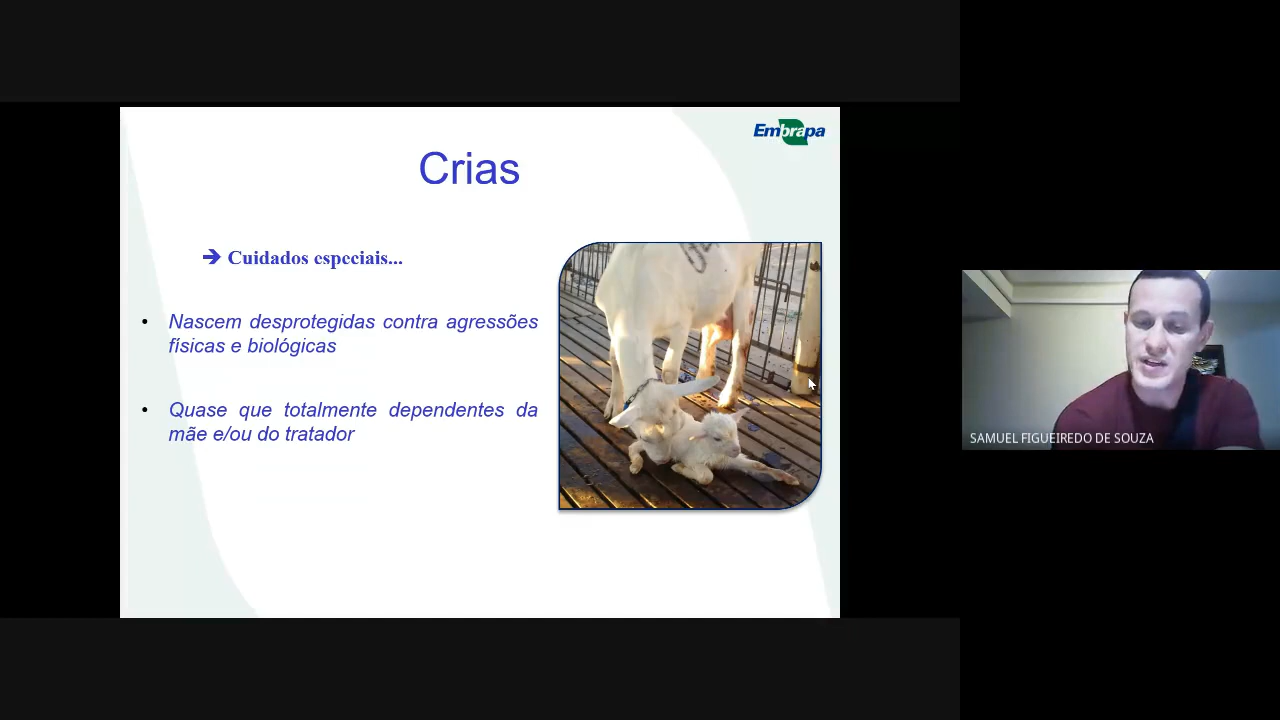 Embrapa
Crias
➔ Cuidados especiais...
• Nascem desprotegidas contra agressões
físicas e biológicas
• Quase que totalmente dependentes da
mãe e/ou do tratador
SAMUEL FIGUEIREDO DE SOUZA